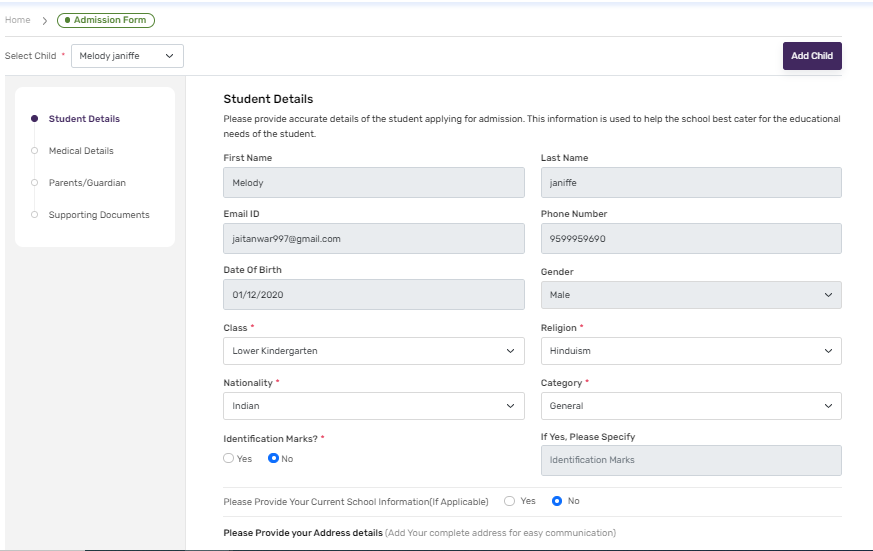 Home > Admission Form
Select Child * Melody janiffe Add Child
Student Details
Medical Details
Parents/Guardian
Supporting Documents
Student Details
Please provide accurate details of the student applying for admission. This information is used to help the school best cater for the educational
needs of the student.
First Name Last Name
Melody janiffe
Email ID Phone Number
jaitanwar997@gmail.com 9599959690
Date Of Birth Gender
01/12/2020 Male
Class * Religion *
Lower Kindergarten Hinduism
Nationality * Category *
Indian General
Identification Marks? * If Yes, Please Specify
Yes No Identification Marks
Please Provide Your Current School Information(If Applicable) Yes No
Please Provide your Address details (Add Your complete address for easy communication)